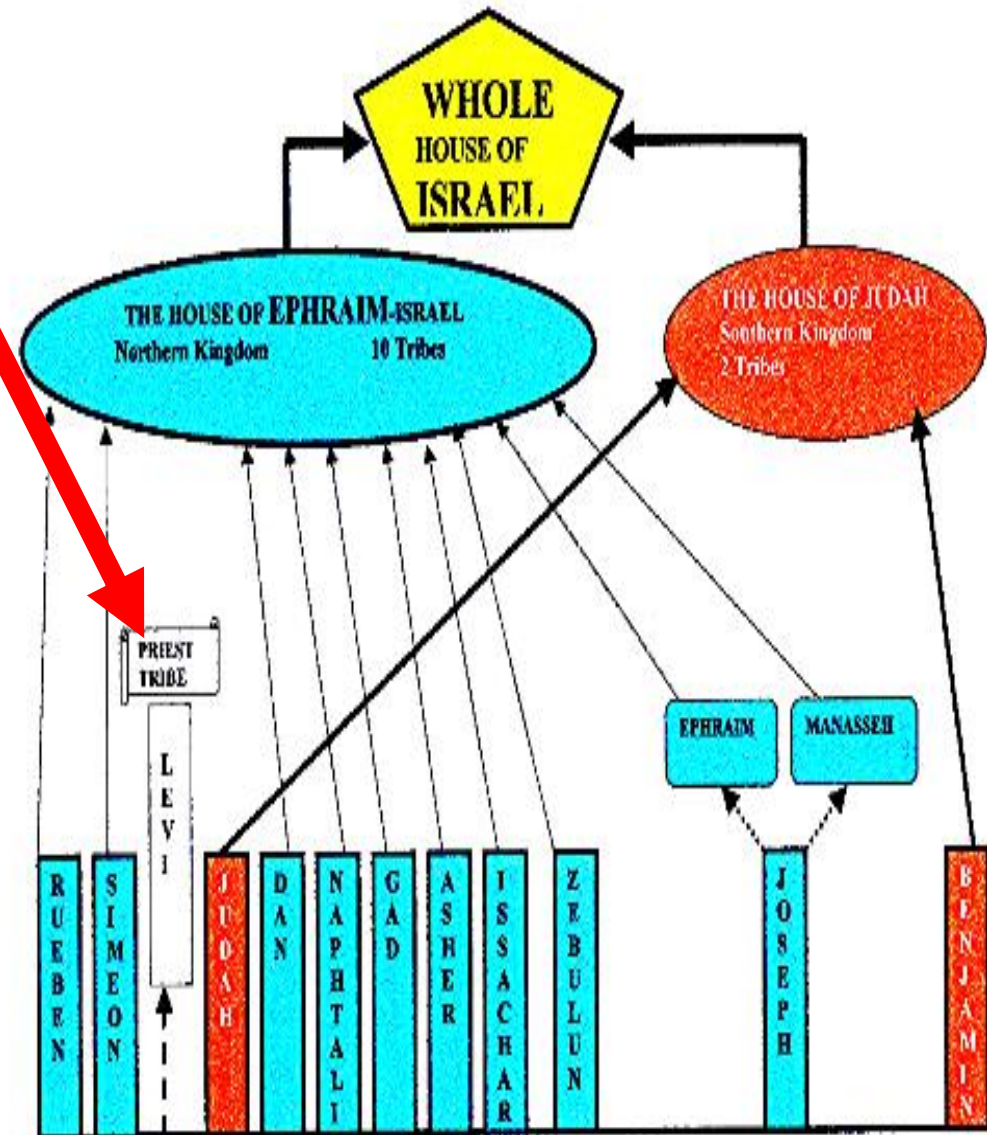 WHOLE
HOUSE OF
ISRAEL
THE HOUSE OF EPHRAIM-ISRAEL
Northern Kingdom 10 Tribes
THE HOUSE OF JUDAH
Southern Kingdom
2 Tribes
PRIEST
TRIBE
EPHRAIM
MANASSEH
RUEBEN
SIMEON
LEVI
JUDAH
DAN
NAPHTALI
GAD
ASHER
ISSACHAR
ZEBULUN
JOSEPH
BENJAMIN